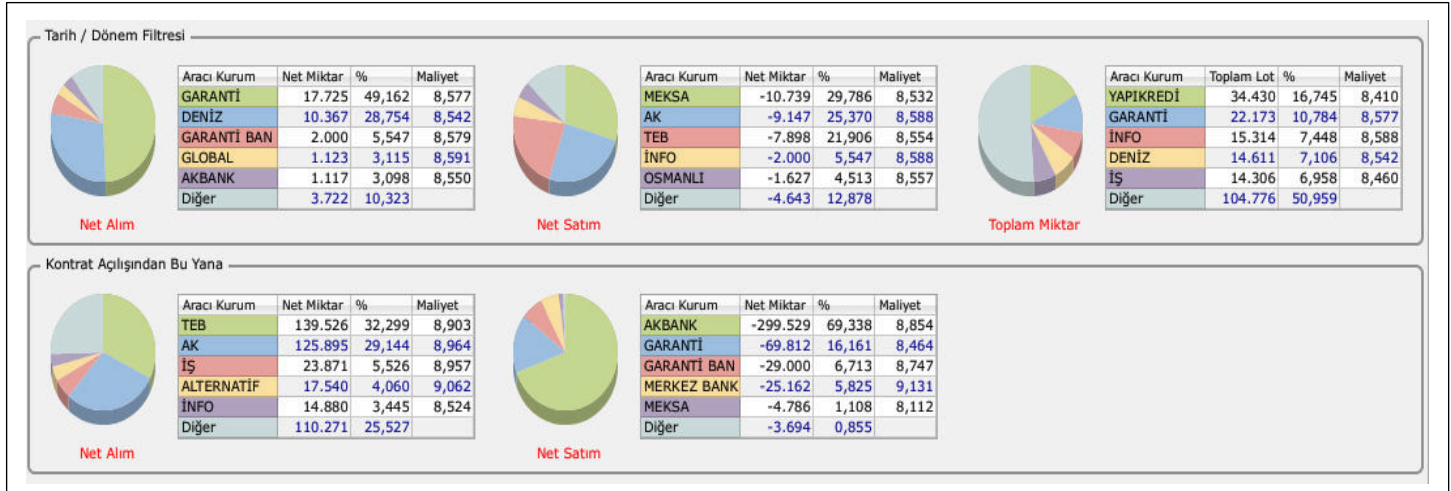 Tarih / Dönem Filtresi
Aracı Kurum Net Miktar % Maliyet
GARANTİ 17.725 49,162 8,577
DENİZ 10.367 28,754 8,542
GARANTİ BAN 2.000 5,547 8,579
GLOBAL 1.123 3,115 8,591
AKBANK 1.117 3,098 8,550
Diğer 3.722 10,323
Net Alım
Aracı Kurum Net Miktar % Maliyet
MEKSA -10.739 29,786 8,532
AK -9.147 25,370 8,588
TEB -7.898 21,906 8,554
İNFO -2.000 5,547 8,588
OSMANLI -1.627 4,513 8,557
Diğer -4.643 12,878
Net Satım
Aracı Kurum Toplam Lot % Maliyet
YAPIKREDİ 34.430 16,745 8,410
GARANTİ 22.173 10,784 8,577
İNFO 15.314 7,448 8,588
DENİZ 14.611 7,106 8,542
İŞ 14.306 6,958 8,460
Diğer 104.776 50,959
Toplam Miktar
Kontrat Açılışından Bu Yana
Aracı Kurum Net Miktar % Maliyet
TEB 139.526 32,299 8,903
AK 125.895 29,144 8,964
İŞ 23.871 5,526 8,957
ALTERNATİF 17.540 4,060 9,062
İNFO 14.880 3,445 8,524
Diğer 110.271 25,527
Net Alım
Aracı Kurum Net Miktar % Maliyet
AKBANK -299.529 69,338 8,854
GARANTİ -69.812 16,161 8,464
GARANTİ BAN -29.000 6,713 8,747
MERKEZ BANK -25.162 5,825 9,131
MEKSA -4.786 1,108 8,112
Diğer -3.694 0,855
Net Satım